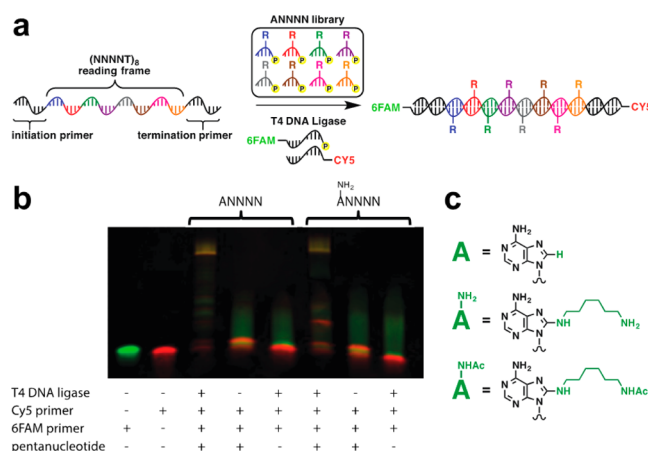 a
ANNNN library
(NNNNT)8
reading frame
R R R R
P P P P
R R R R
P P P P
initiation primer
termination primer
T4 DNA Ligase
6FAM
P
CY5
R R R R
6FAM
CY5
R R R R
b
ANNNN
NH2
ANNNN
T4 DNA ligase - - + - + + - +
Cy5 primer - + + + + + + +
6FAM primer + - + + + + + +
pentanucleotide - - + + - + + -
c
A =
NH2
N
N
N
N
H
NH2
A =
NH2
N
N
N
N
NH
NH2
NHAc
A =
NH2
N
N
N
N
NH
NHAc